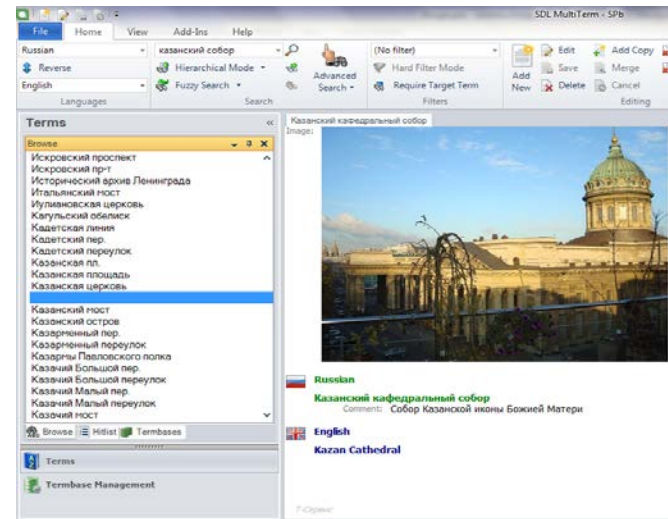 SDL MultiTerm - SPb
File Home View Add-Ins Help
Russian
Reverse
English
Languages
казанский собор
Hierarchical Mode
Fuzzy Search
Advanced Search
Search
(No filter)
Hard Filter Mode
Require Target Term
Filters
Add New
Edit
Save
Delete
Add Copy
Merge
Cancel
Editing
Terms
Browse
Искровский проспект
Искровский пр-т
Исторический архив Ленинграда
Итальянский мост
Иулиановская церковь
Кагульский обелиск
Кадетская линия
Кадетский пер.
Кадетский переулок
Казанская пл.
Казанская площадь
Казанская церковь
Казанский мост
Казанский остров
Казарменный пер.
Казарменный переулок
Казармы Павловского полка
Казачий Большой пер.
Казачий Большой переулок
Казачий Малый пер.
Казачий Малый переулок
Казачий мост
Browse Hitlist Termbases
Terms
Termbase Management
Казанский кафедральный собор
Image:
Russian
Казанский кафедральный собор
Comment: Собор Казанской иконы Божией Матери
English
Kazan Cathedral
Т-Сервис